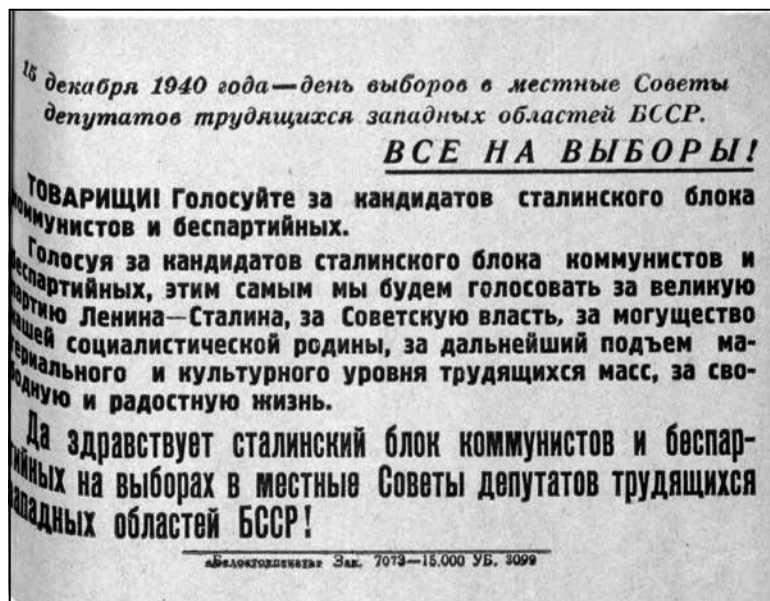 15 декабря 1940 года—день выборов в местные Советы
депутатов трудящихся западных областей БССР.
ВСЕ НА ВЫБОРЫ!
ТОВАРИЩИ! Голосуйте за кандидатов сталинского блока
коммунистов и беспартийных.
Голосуя за кандидатов сталинского блока коммунистов и
беспартийных, этим самым мы будем голосовать за великую
партию Ленина—Сталина, за Советскую власть, за могущество
нашей социалистической родины, за дальнейший подъем ма-
териального и культурного уровня трудящихся масс, за сво-
бодную и радостную жизнь.
Да здравствует сталинский блок коммунистов и беспар-
тийных на выборах в местные Советы депутатов трудящихся
западных областей БССР!
Зак. 7073—15.000 УБ. 3099